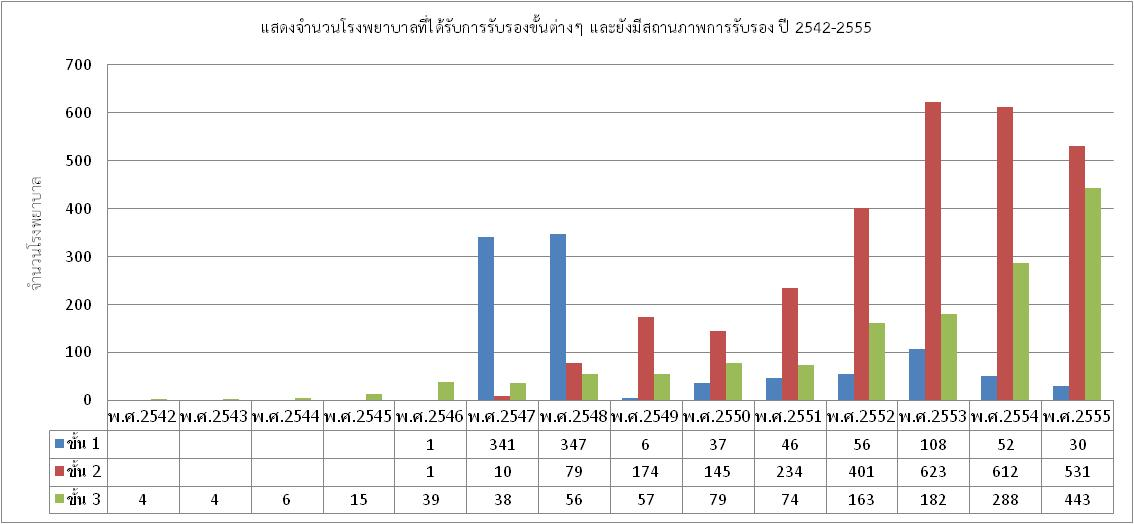 แสดงจำนวนโรงพยาบาลที่ได้รับการรับรองขั้นต่างๆ และยังมีสถานภาพการรับรอง ปี 2542-2555
จำนวนโรงพยาบาล
700
600
500
400
300
200
100
0
พ.ศ.2542 พ.ศ.2543 พ.ศ.2544 พ.ศ.2545 พ.ศ.2546 พ.ศ.2547 พ.ศ.2548 พ.ศ.2549 พ.ศ.2550 พ.ศ.2551 พ.ศ.2552 พ.ศ.2553 พ.ศ.2554 พ.ศ.2555
ขั้น 1 1 341 347 6 37 46 56 108 52 30
ขั้น 2 1 10 79 174 145 234 401 623 612 531
ขั้น 3 4 4 6 15 39 38 56 57 79 74 163 182 288 443